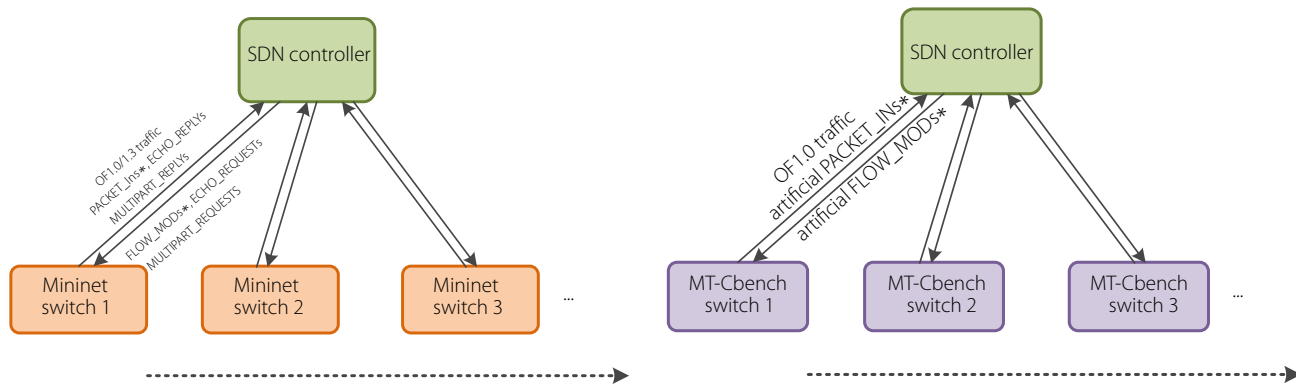 SDN controller
OF1.0/1.3 traffic
PACKET_Ins*, ECHO_REPLYs
MULTIPART_REPLYs
FLOW_MODs*, ECHO_REQUESTs
MULTIPART_REQUESTS
Mininet
switch 1
Mininet
switch 2
Mininet
switch 3
...
SDN controller
OF1.0 traffic
artificial PACKET_INs*
artificial FLOW_MODs*
MT-Cbench
switch 1
MT-Cbench
switch 2
MT-Cbench
switch 3
...